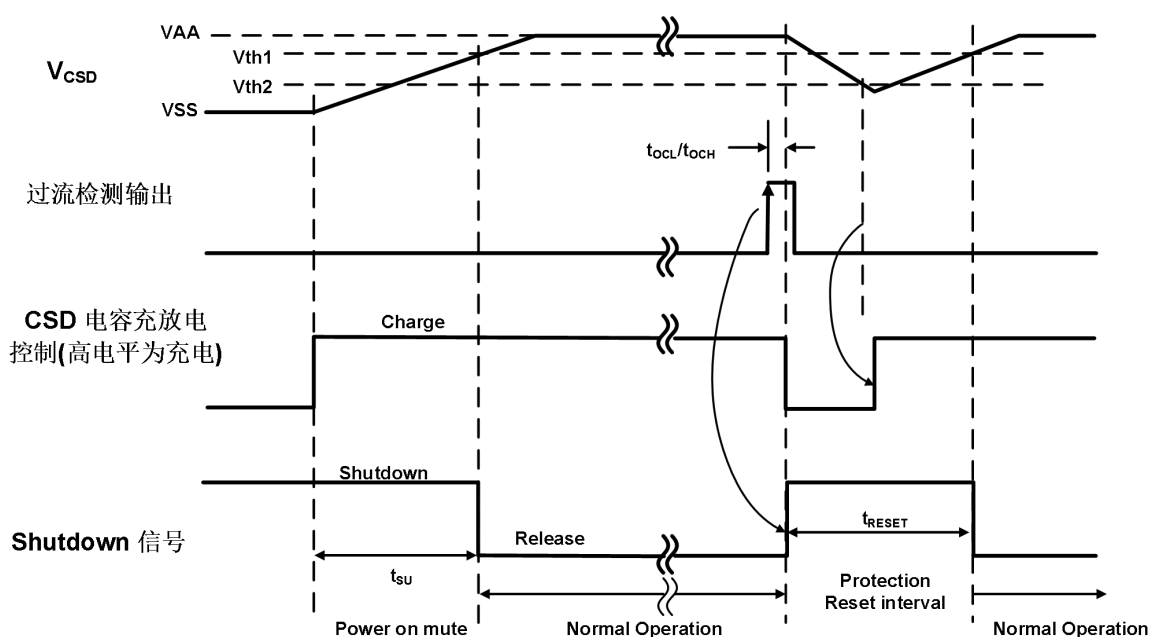 VAA
Vth1
VCSD
Vth2
VSS
tOCL/tOCH
过流检测输出
CSD 电容充放电
控制(高电平为充电)
Charge
Shutdown
Shutdown 信号
Release
tRESET
tSU
Protection
Reset interval
Power on mute
Normal Operation
Normal Operation